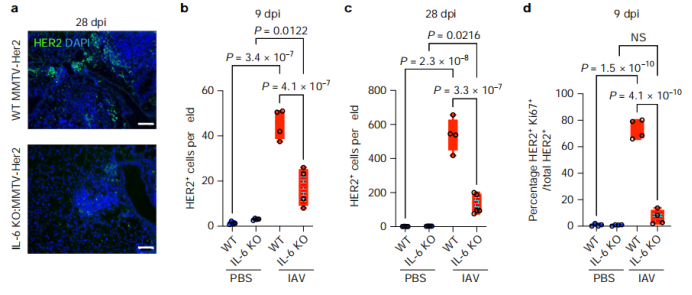 a
28 dpi
HER2 DAPI
WT MMTV-Her2
IL-6 KO:MMTV-Her2
b
9 dpi
P = 0.0122
P = 3.4 × 10⁻⁷
P = 4.1 × 10⁻⁷
HER2⁺ cells per eld
60
40
20
0
WT
IL-6 KO
WT
IL-6 KO
PBS
IAV
c
28 dpi
P = 0.0216
P = 2.3 × 10⁻⁸
P = 3.3 × 10⁻⁷
HER2⁺ cells per eld
800
600
400
200
0
WT
IL-6 KO
WT
IL-6 KO
PBS
IAV
d
9 dpi
NS
P = 1.5 × 10⁻¹⁰
P = 4.1 × 10⁻¹⁰
Percentage HER2⁺ Ki67⁺
/total HER2⁺
100
80
60
40
20
0
WT
IL-6 KO
WT
IL-6 KO
PBS
IAV